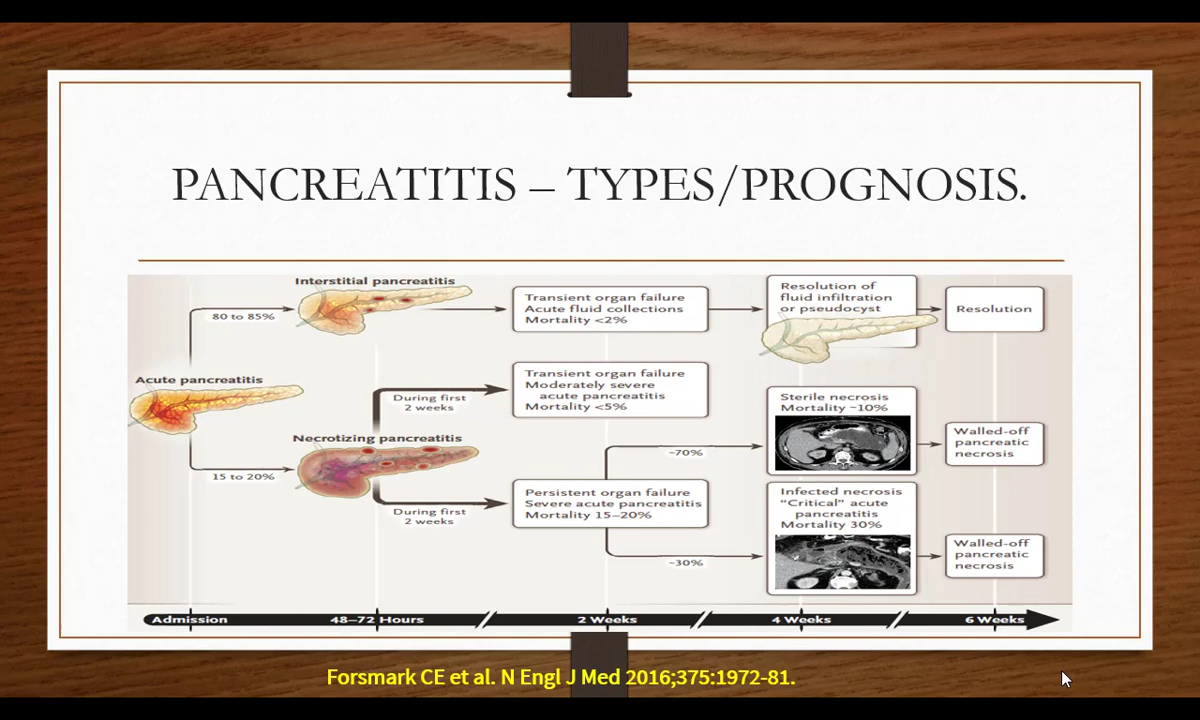 PANCREATITIS – TYPES/PROGNOSIS.
Interstitial pancreatitis
80 to 85%
Transient organ failure
Acute fluid collections
Mortality <2%
Resolution of
fluid infiltration
or pseudocyst
Resolution
Acute pancreatitis
During first
2 weeks
Transient organ failure
Moderately severe
acute pancreatitis
Mortality <5%
Sterile necrosis
Mortality ~10%
Walled-off
pancreatic
necrosis
Necrotizing pancreatitis
15 to 20%
During first
2 weeks
Persistent organ failure
Severe acute pancreatitis
Mortality 15–20%
~70%
~30%
Infected necrosis
“Critical” acute
pancreatitis
Mortality 30%
Walled-off
pancreatic
necrosis
Admission
48–72 Hours
2 Weeks
4 Weeks
6 Weeks
Forsmark CE et al. N Engl J Med 2016;375:1972-81.